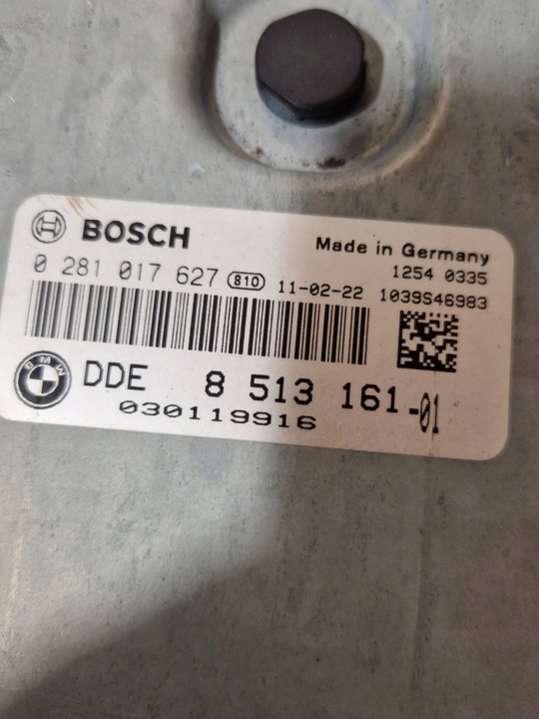 BOSCH
Made in Germany
1254 0335
0 281 017 627 810 11-02-22 1039S46983
BMW DDE 8 513 161-01
030119916